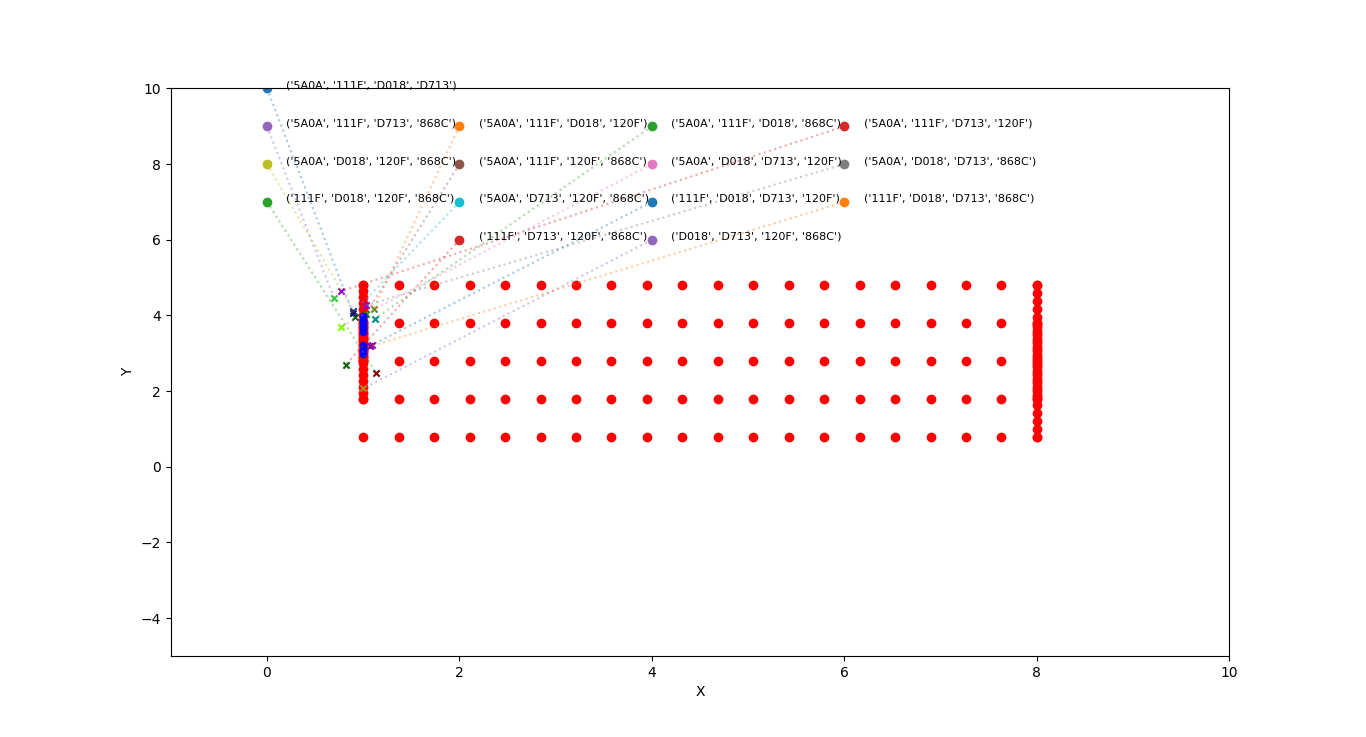 ('5A0A', '111F', 'D018', 'D713')
('5A0A', '111F', 'D713', '868C') ('5A0A', '111F', 'D018', '120F') ('5A0A', '111F', 'D018', '868C') ('5A0A', '111F', 'D713', '120F')
('5A0A', 'D018', '120F', '868C') ('5A0A', '111F', '120F', '868C') ('5A0A', 'D018', 'D713', '120F') ('5A0A', 'D018', 'D713', '868C')
('111F', 'D018', '120F', '868C') ('5A0A', 'D713', '120F', '868C') ('111F', 'D018', 'D713', '120F') ('111F', 'D018', 'D713', '868C')
('111F', 'D713', '120F', '868C') ('D018', 'D713', '120F', '868C')
10
8
6
4
2
0
−2
−4
Y
0 2 4 6 8 10
X